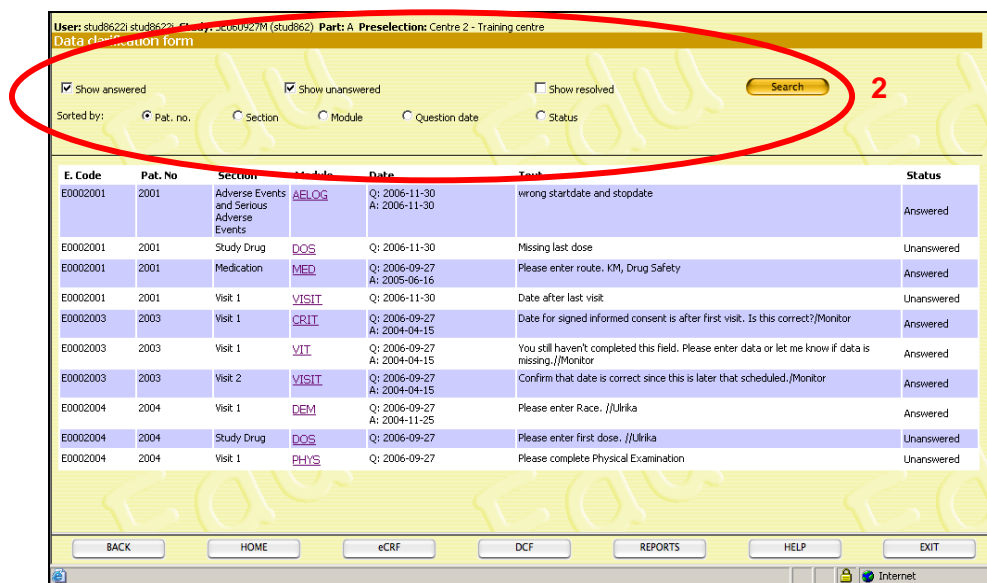 User: stud8622i stud8622i Study: SE060927M (stud862) Part: A Preselection: Centre 2 - Training centre
Data clarification form
Show answered Show unanswered Show resolved Search 2
Sorted by: Pat. no. Section Module Question date Status
E. Code Pat. No Section Module Date Text Status
E0002001 2001 Adverse Events and Serious Adverse Events AELOG Q: 2006-11-30 A: 2006-11-30 wrong startdate and stopdate Answered
E0002001 2001 Study Drug DOS Q: 2006-11-30 Missing last dose Unanswered
E0002001 2001 Medication MED Q: 2006-09-27 A: 2005-06-16 Please enter route. KM, Drug Safety Answered
E0002001 2001 Visit 1 VISIT Q: 2006-11-30 Date after last visit Unanswered
E0002003 2003 Visit 1 CRIT Q: 2006-09-27 A: 2004-04-15 Date for signed informed consent is after first visit. Is this correct?/Monitor Answered
E0002003 2003 Visit 1 VIT Q: 2006-09-27 A: 2004-04-15 You still haven't completed this field. Please enter data or let me know if data is missing.//Monitor Answered
E0002003 2003 Visit 2 VISIT Q: 2006-09-27 A: 2004-04-15 Confirm that date is correct since this is later that scheduled./Monitor Answered
E0002004 2004 Visit 1 DEM Q: 2006-09-27 A: 2004-11-25 Please enter Race. //Ulrika Answered
E0002004 2004 Study Drug DOS Q: 2006-09-27 Please enter first dose. //Ulrika Unanswered
E0002004 2004 Visit 1 PHYS Q: 2006-09-27 Please complete Physical Examination Unanswered
BACK HOME eCRF DCF REPORTS HELP EXIT
Internet